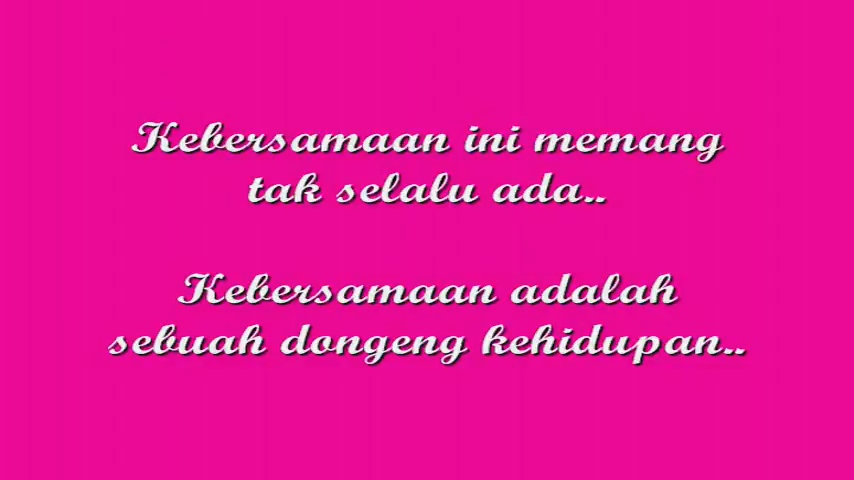 Kebersamaan ini memang
tak selalu ada..
Kebersamaan adalah
sebuah dongeng kehidupan..